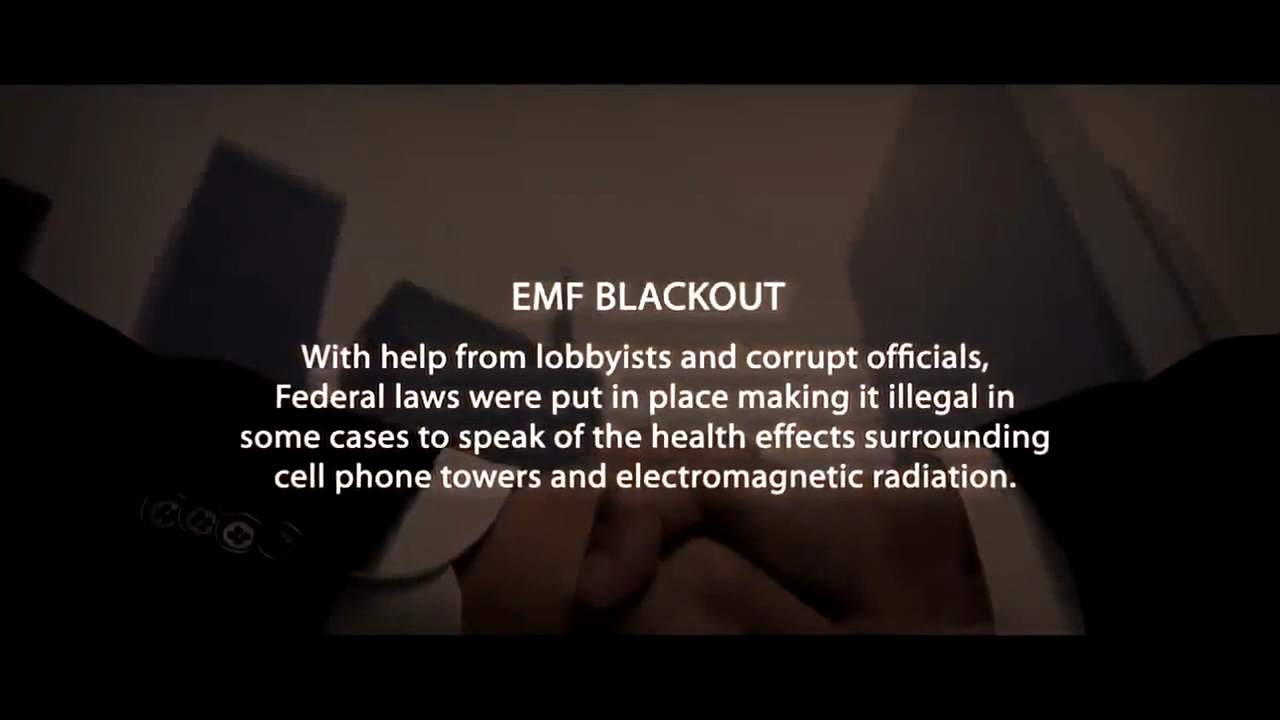 EMF BLACKOUT
With help from lobbyists and corrupt officials,
Federal laws were put in place making it illegal in
some cases to speak of the health effects surrounding
cell phone towers and electromagnetic radiation.